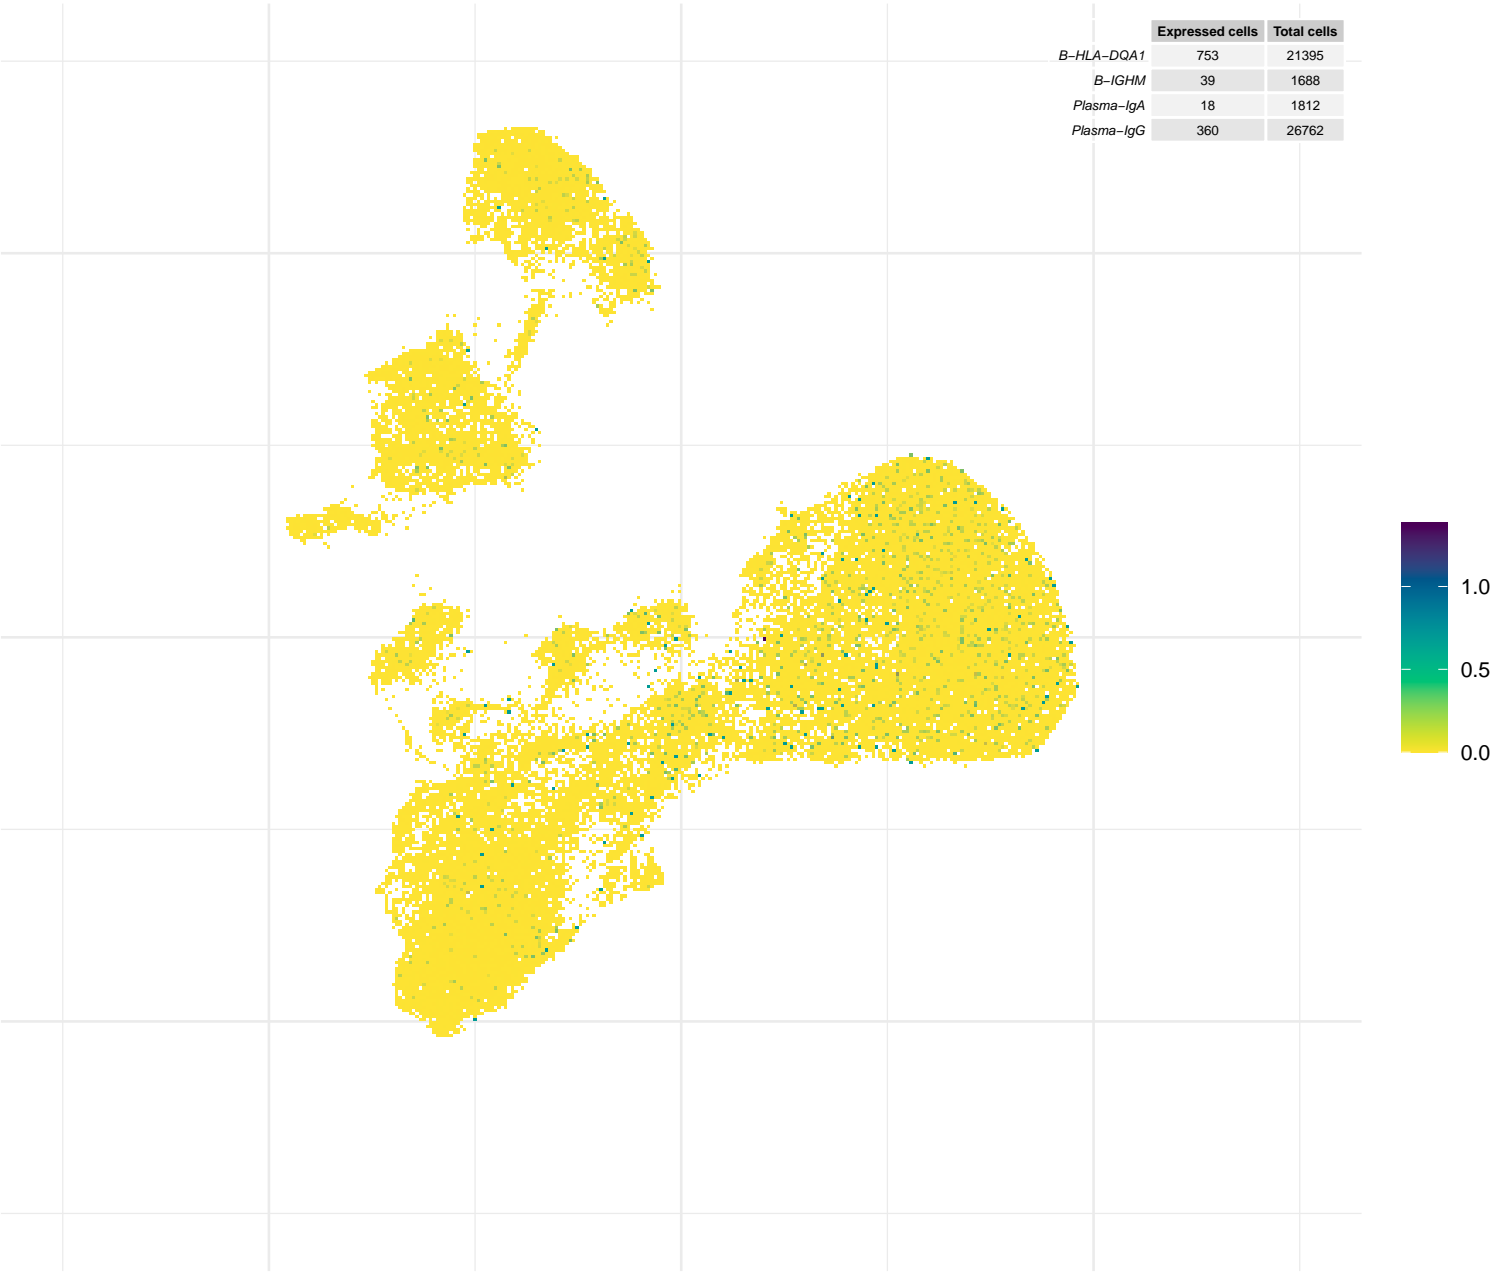 Expressed cells Total cells
B-HLA-DQA1 753 21395
B-IGHM 39 1688
Plasma-IgA 18 1812
Plasma-IgG 360 26762
1.0
0.5
0.0